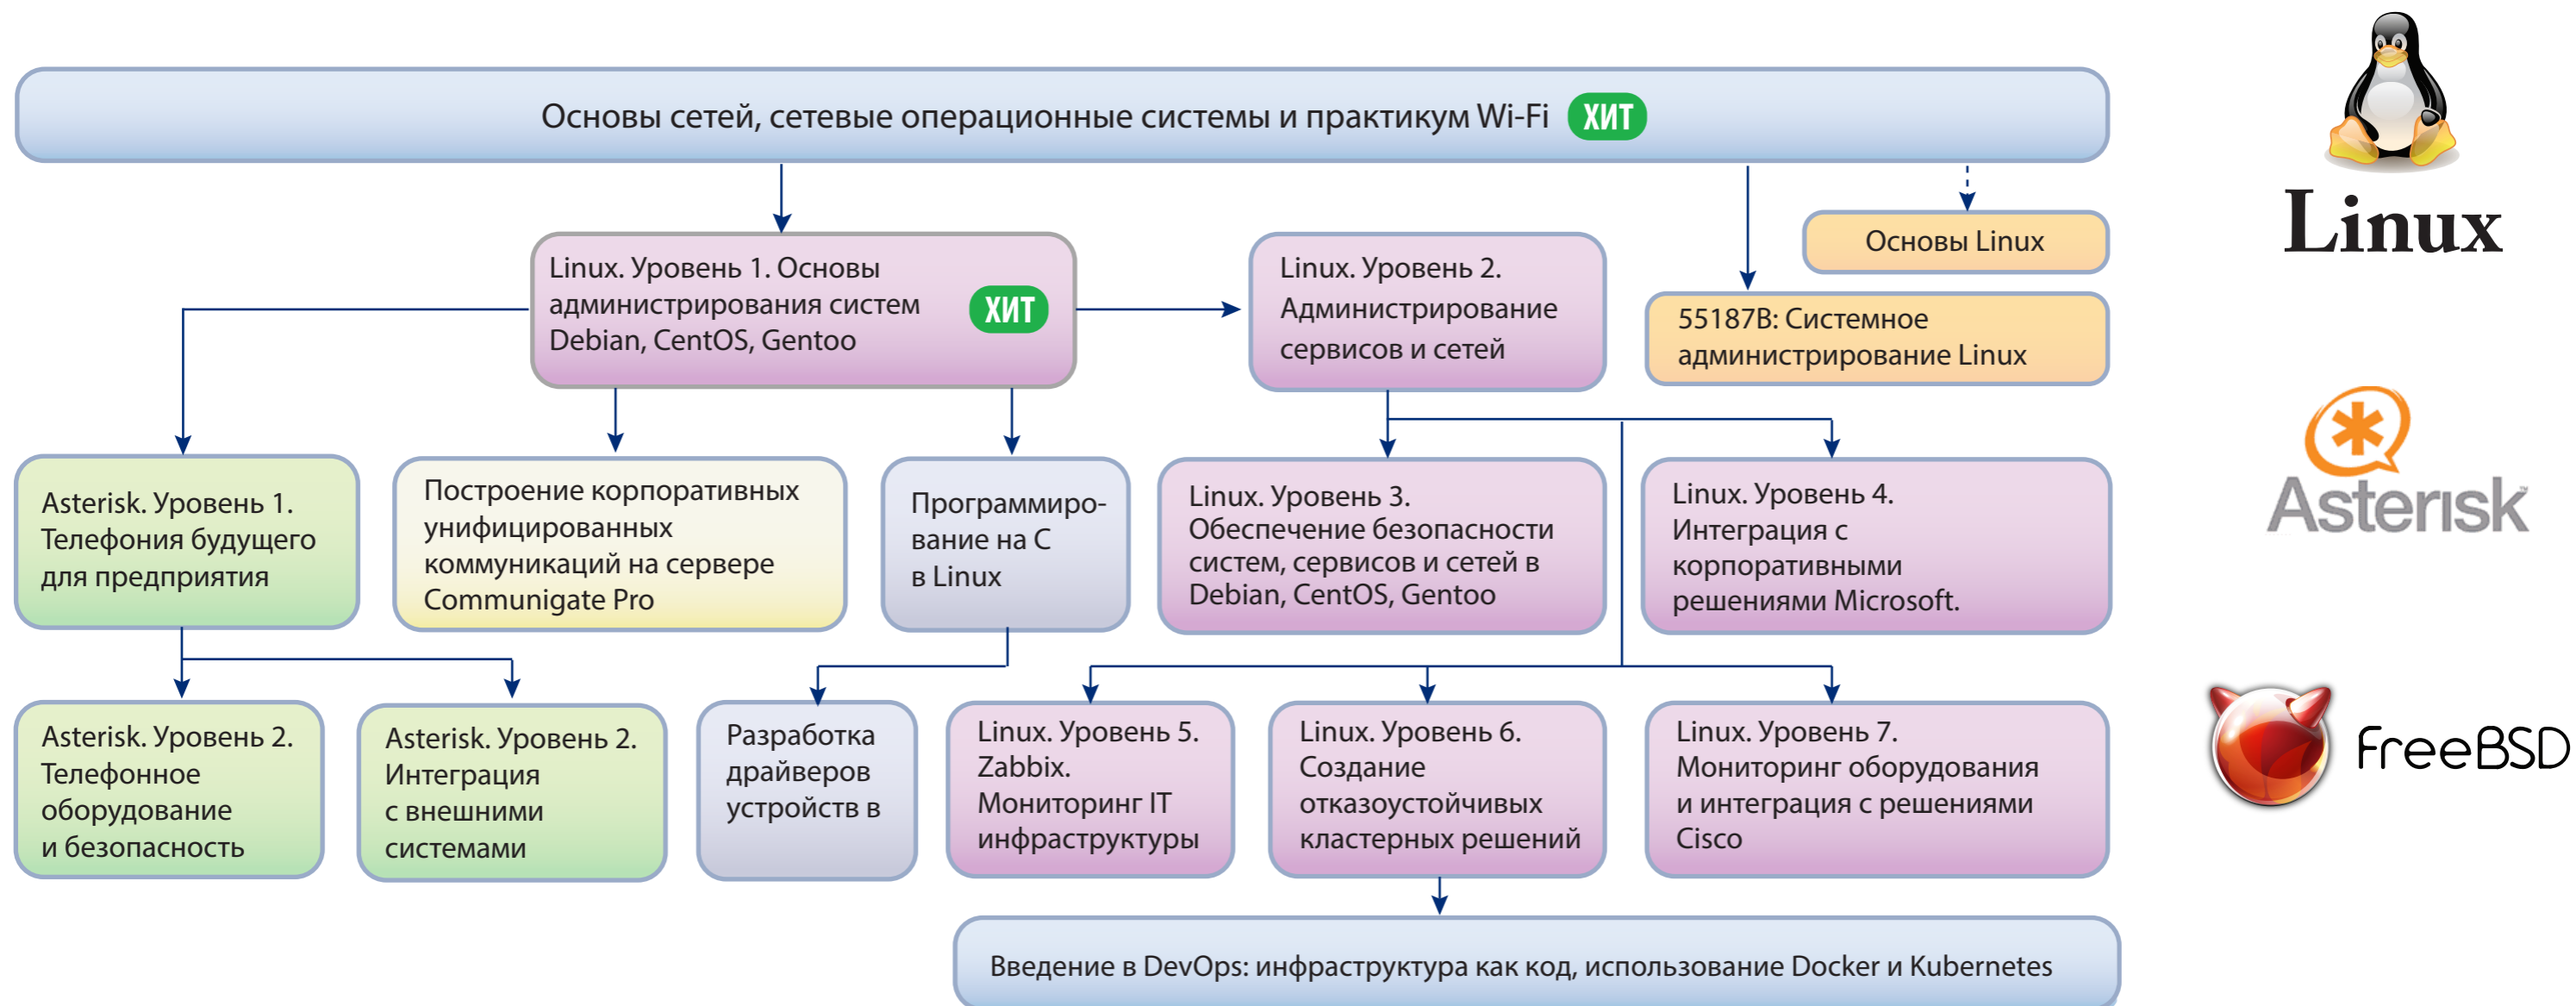 Основы сетей, сетевые операционные системы и практикум Wi-Fi ХИТ
Linux
Linux. Уровень 1. Основы
администрирования систем
Debian, CentOS, Gentoo
ХИТ
Linux. Уровень 2.
Администрирование
сервисов и сетей
Основы Linux
55187B: Системное
администрирование Linux
Asterisk
Asterisk. Уровень 1.
Телефония будущего
для предприятия
Построение корпоративных
унифицированных
коммуникаций на сервере
Communigate Pro
Программиро-
вание на C
в Linux
Linux. Уровень 3.
Обеспечение безопасности
систем, сервисов и сетей в
Debian, CentOS, Gentoo
Linux. Уровень 4.
Интеграция с
корпоративными
решениями Microsoft.
Asterisk. Уровень 2.
Телефонное
оборудование
и безопасность
Asterisk. Уровень 2.
Интеграция
с внешними
системами
Разработка
драйверов
устройств в
Linux. Уровень 5.
Zabbix.
Мониторинг IT
инфраструктуры
Linux. Уровень 6.
Создание
отказоустойчивых
кластерных решений
Linux. Уровень 7.
Мониторинг оборудования
и интеграция с решениями
Cisco
FreeBSD
Введение в DevOps: инфраструктура как код, использование Docker и Kubernetes